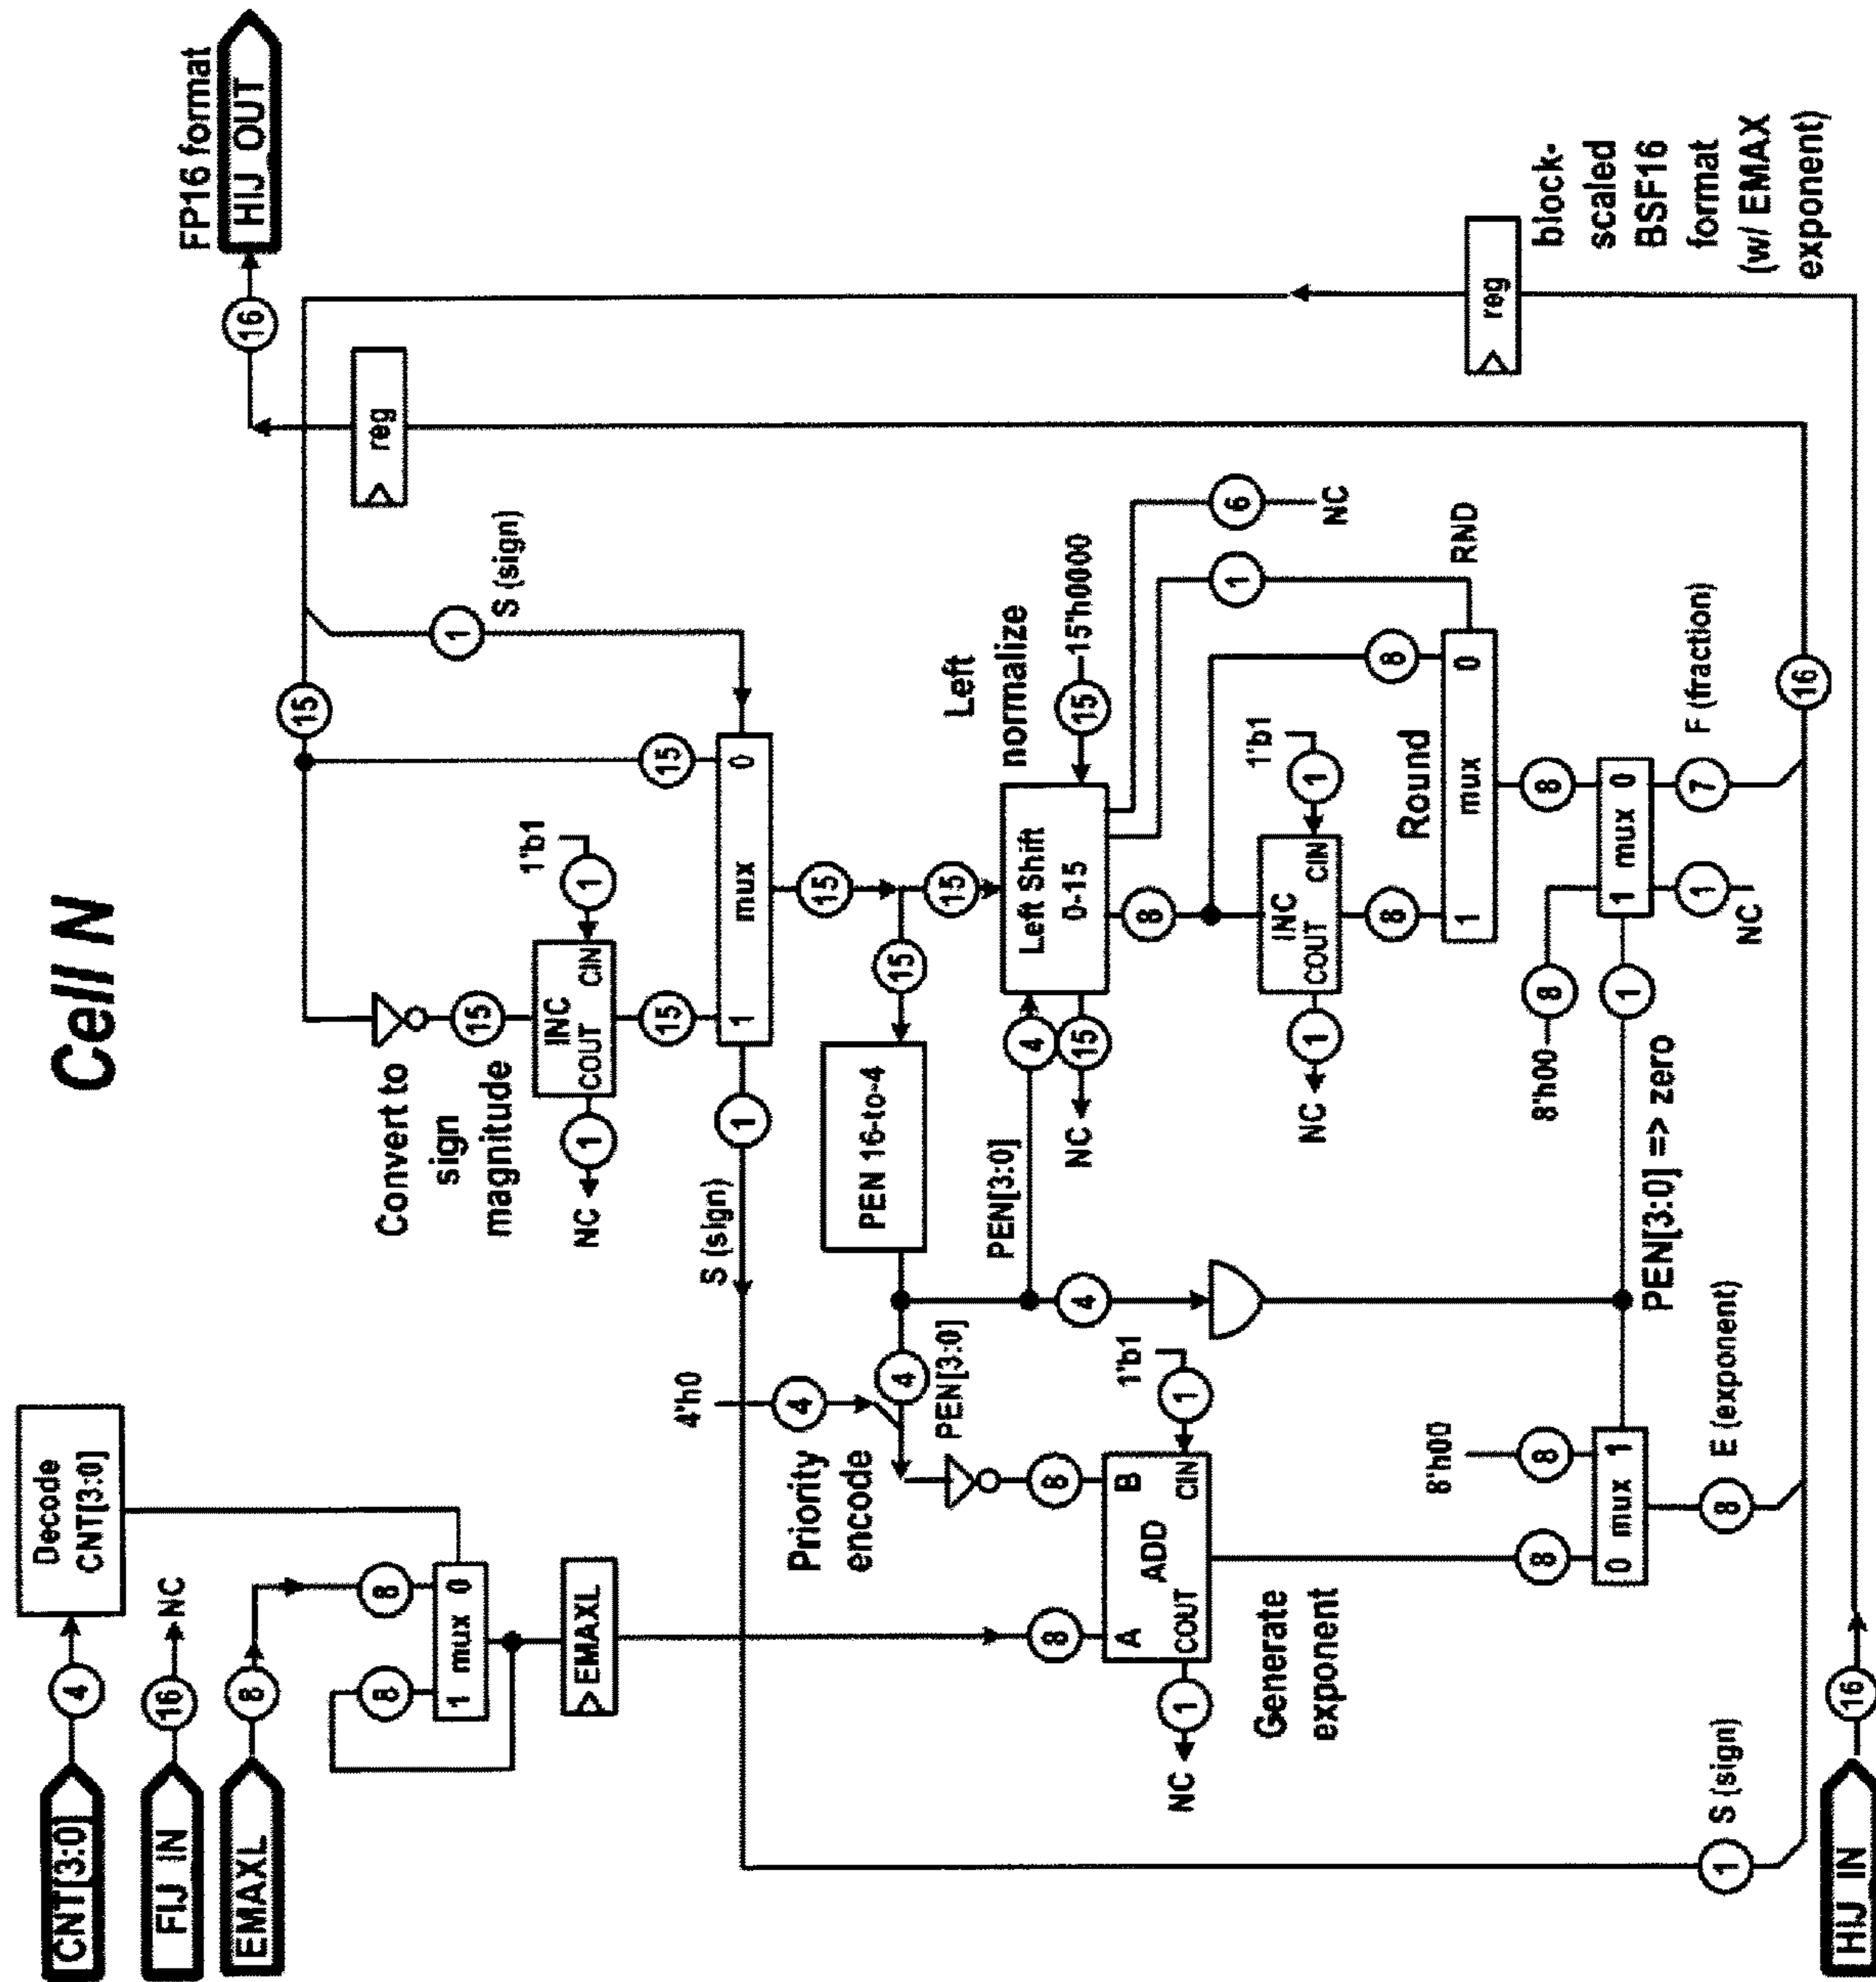 Cell N
CNT[3:0]
4
Decode
CNT[3:0]
FIJ IN
16
NC
EMAXL
8
8
8
1 mux 0
EMAXL
FP16 format
HIJ OUT
16
reg
15
S (sign)
1
Convert to
sign
magnitude
15
1'b1
1
INC
COUT CIN
1
NC
15
15
1 mux 0
1
S (sign)
15
15
15
PEN 16-to-4
4'h0
4
4
PEN[3:0]
Priority
encode
PEN[3:0]
4
4
Left
normalize
Left Shift
0-15
15
15'h0000
15
NC
8
1
6
NC
1'b1
1
INC
COUT CIN
1
NC
8
8
Round
1 mux 0
RND
8
8'h00
8
1
1 mux 0
1
NC
7
F (fraction)
PEN[3:0] => zero
8
1'b1
1
A B
ADD
COUT CIN
8
1
NC
Generate
exponent
8'h00
8
8
0 mux 1
8
E (exponent)
16
1
S (sign)
HIJ IN
16
reg
block-
scaled
BSF16
format
(w/ EMAX
exponent)